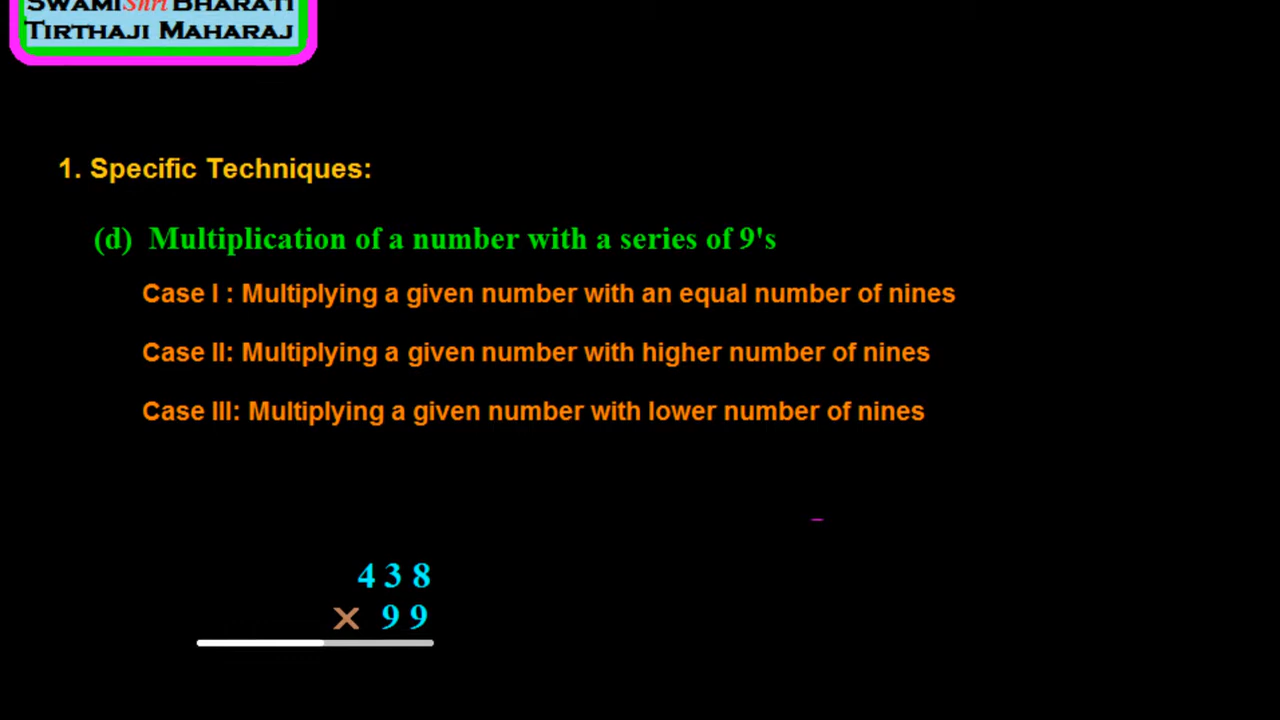 SWAMI Shri BHARATI
TIRTHAJI MAHARAJ
1. Specific Techniques:
(d) Multiplication of a number with a series of 9's
Case I : Multiplying a given number with an equal number of nines
Case II: Multiplying a given number with higher number of nines
Case III: Multiplying a given number with lower number of nines
4 3 8
× 9 9